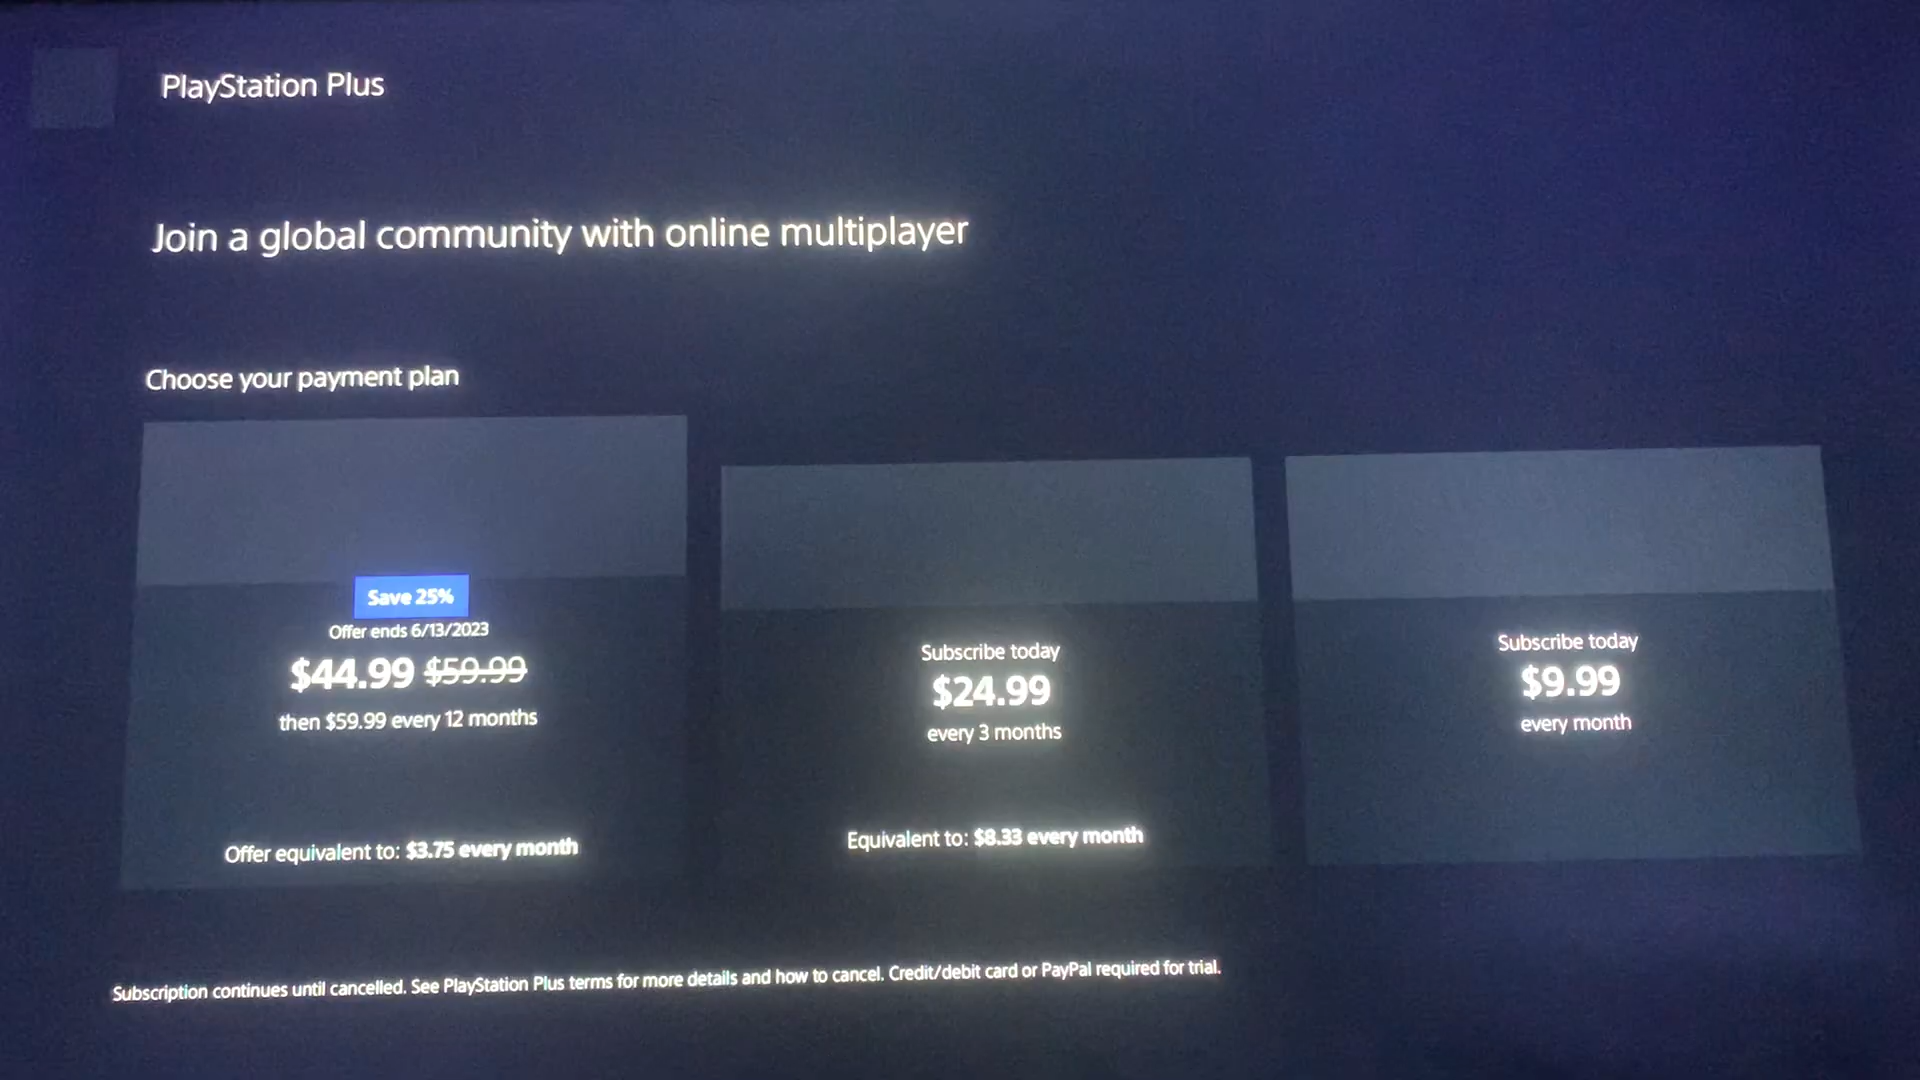 PlayStation Plus
Join a global community with online multiplayer
Choose your payment plan
Save 25%
Offer ends 6/13/2023
$44.99 $59.99
then $59.99 every 12 months
Offer equivalent to: $3.75 every month
Subscribe today
$24.99
every 3 months
Equivalent to: $8.33 every month
Subscribe today
$9.99
every month
Subscription continues until cancelled. See PlayStation Plus terms for more details and how to cancel. Credit/debit card or PayPal required for trial.